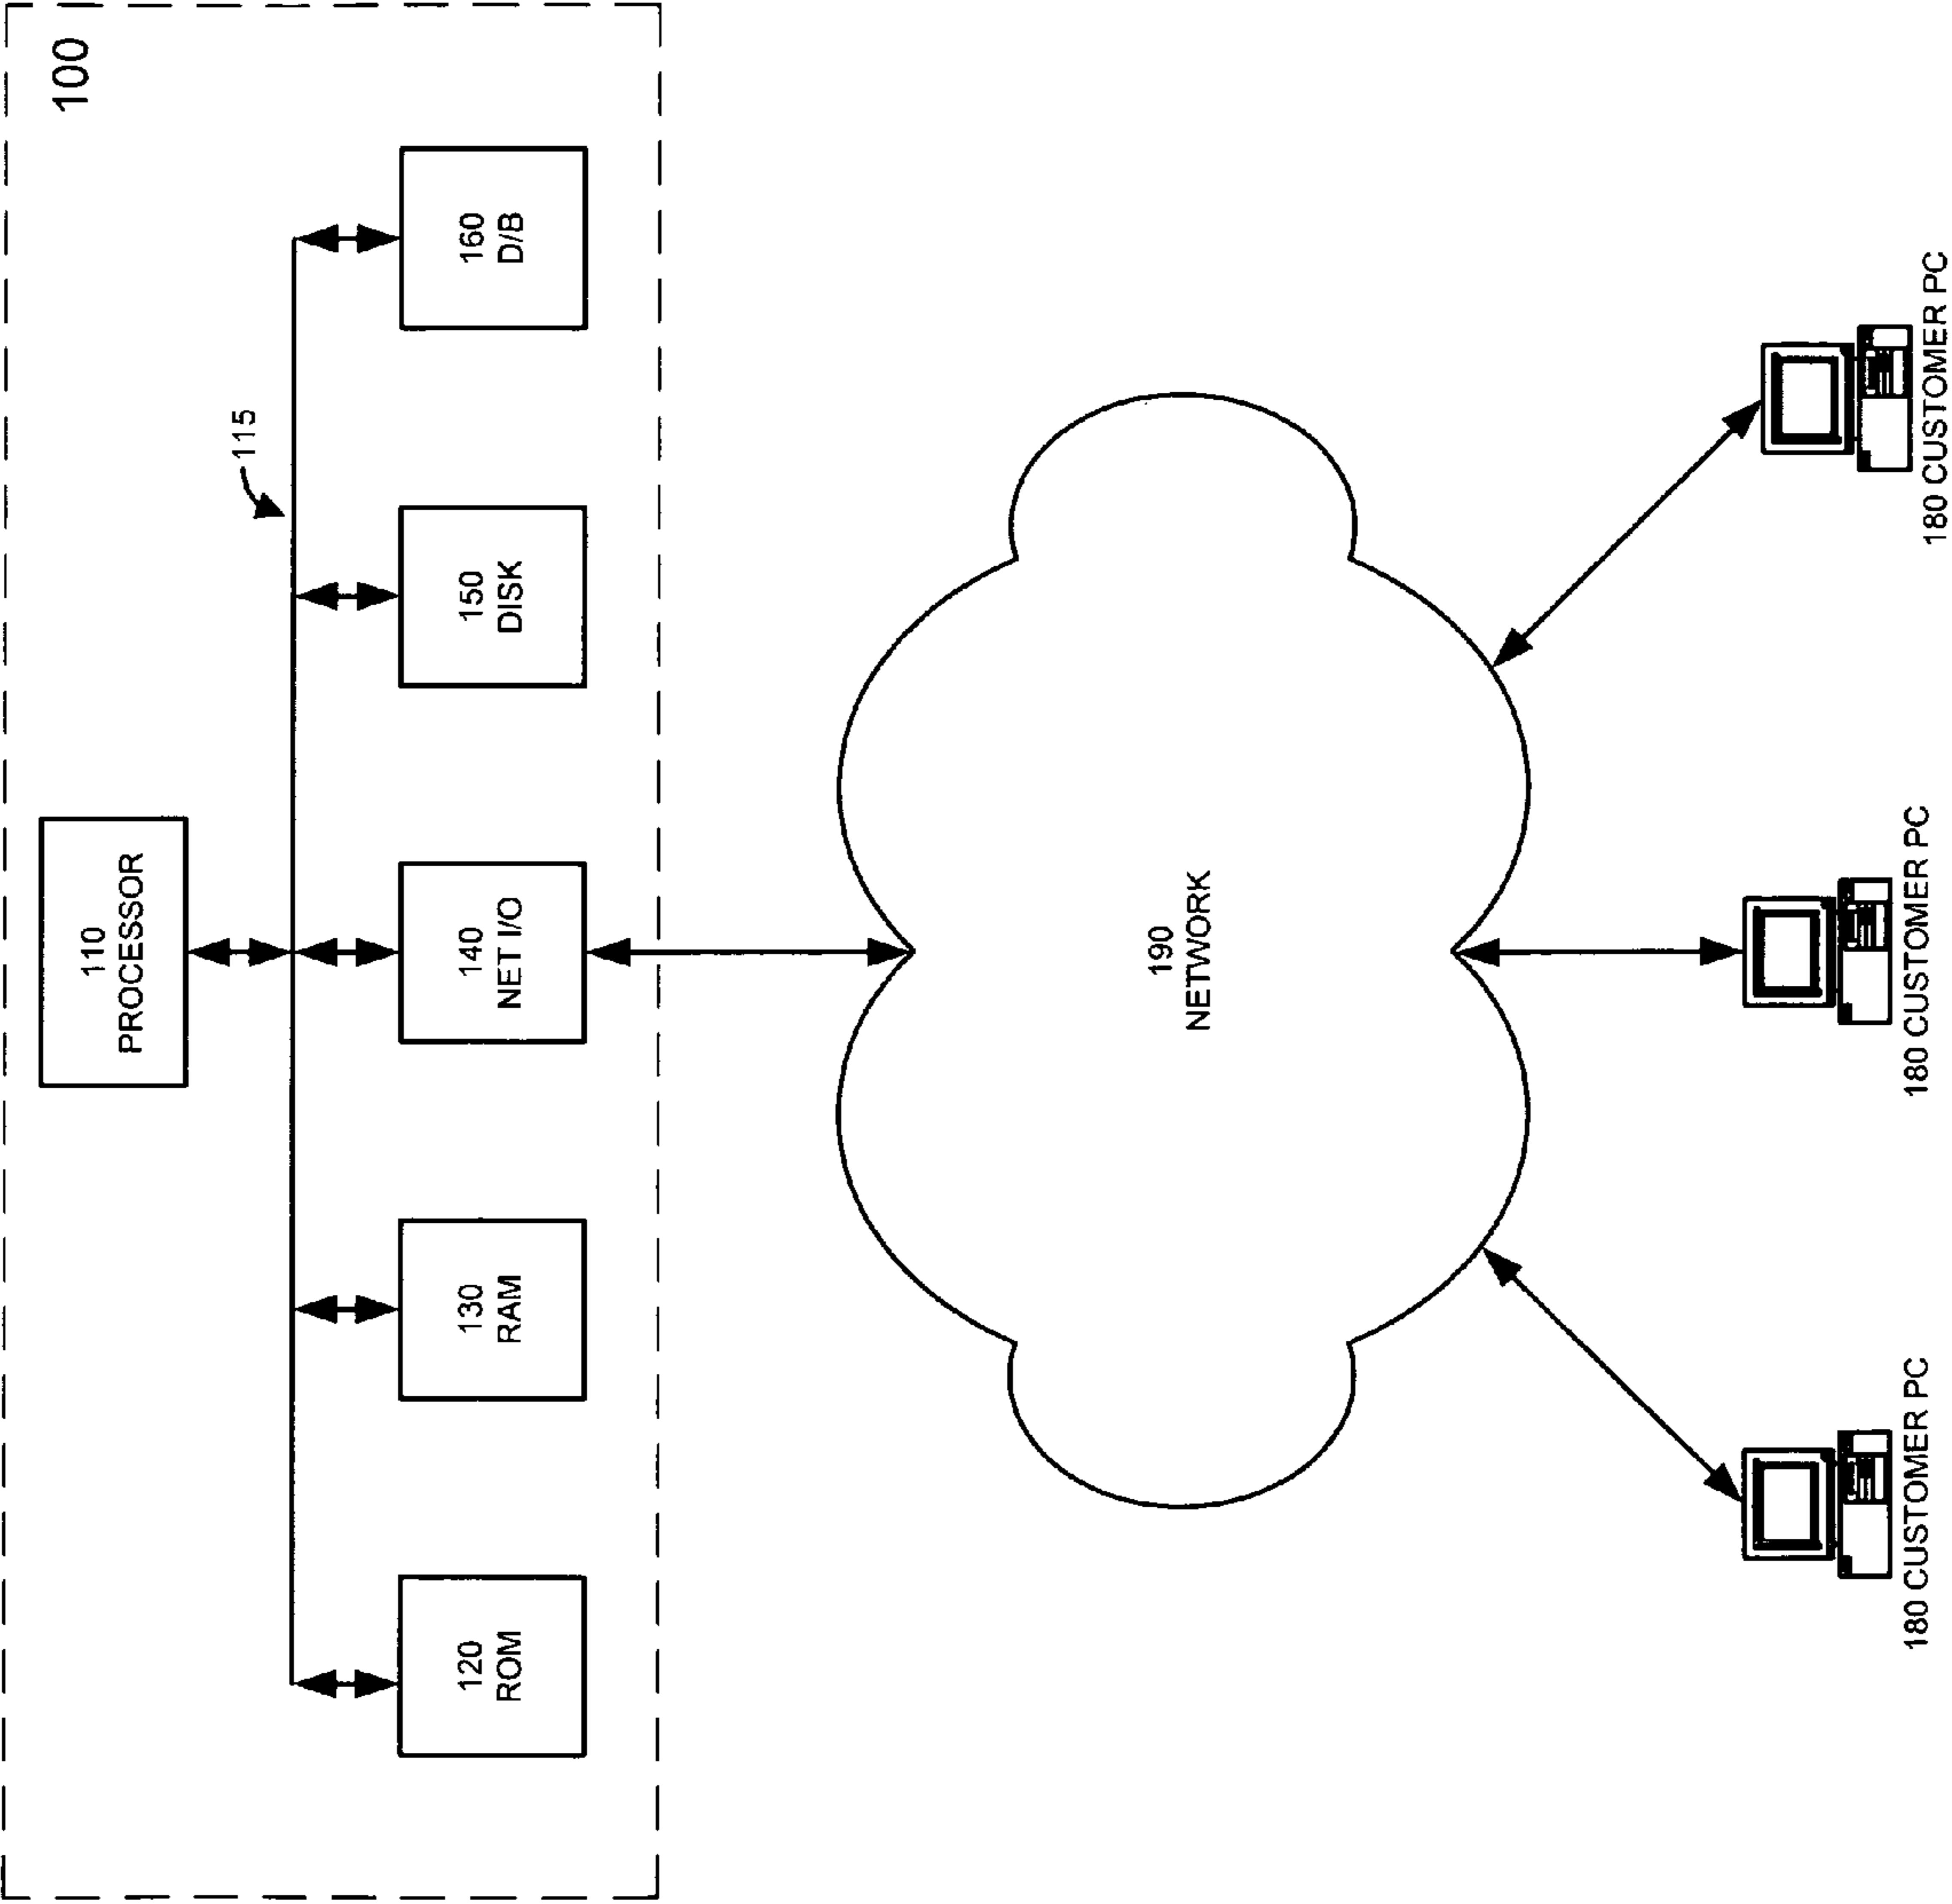 100
110
PROCESSOR
115
120
ROM
130
RAM
140
NET I/O
150
DISK
160
D/B
190
NETWORK
180 CUSTOMER PC
180 CUSTOMER PC
180 CUSTOMER PC